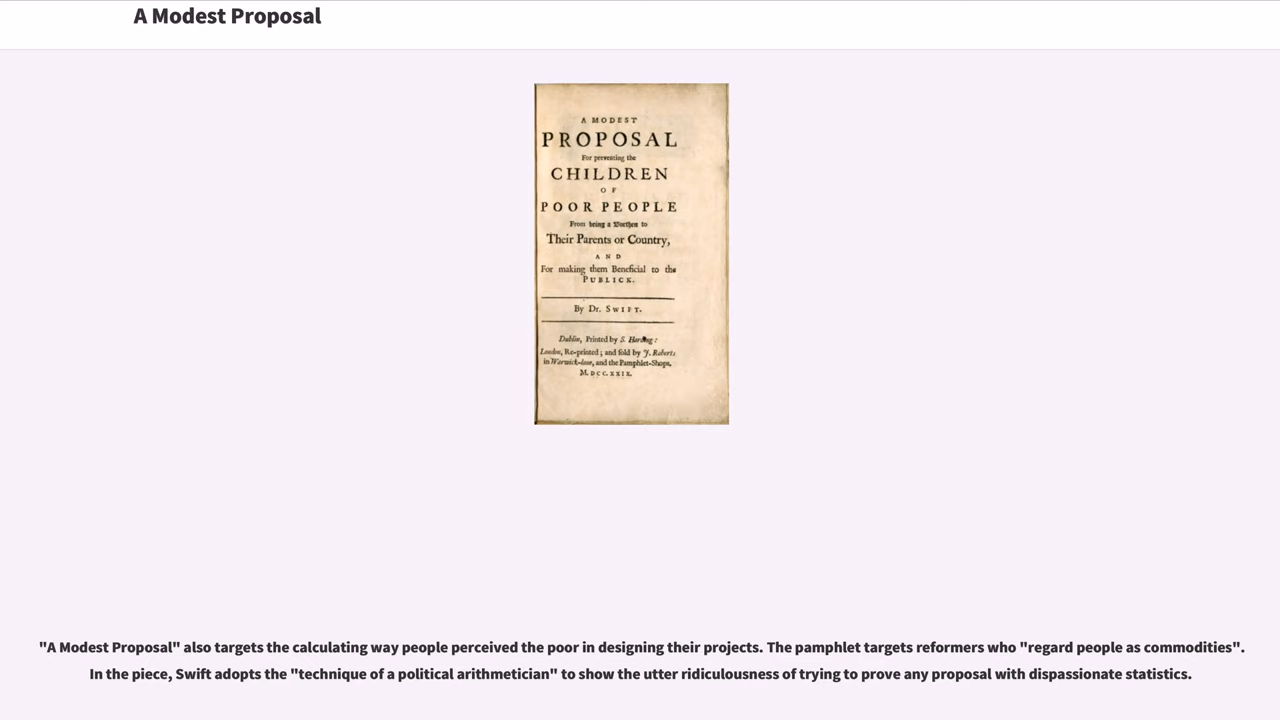 A Modest Proposal
A MODEST
PROPOSAL
For preventing the
CHILDREN
OF
POOR PEOPLE
From being a Burthen to
Their Parents or Country,
AND
For making them Beneficial to the
PUBLICK.
By Dr. SWIFT.
Dublin, Printed by S. Harding:
London, Re-printed; and sold by J. Roberts
in Warwick-lane, and the Pamphlet-Shops.
M.DCC.XXIX.
"A Modest Proposal" also targets the calculating way people perceived the poor in designing their projects. The pamphlet targets reformers who "regard people as commodities".
In the piece, Swift adopts the "technique of a political arithmetician" to show the utter ridiculousness of trying to prove any proposal with dispassionate statistics.